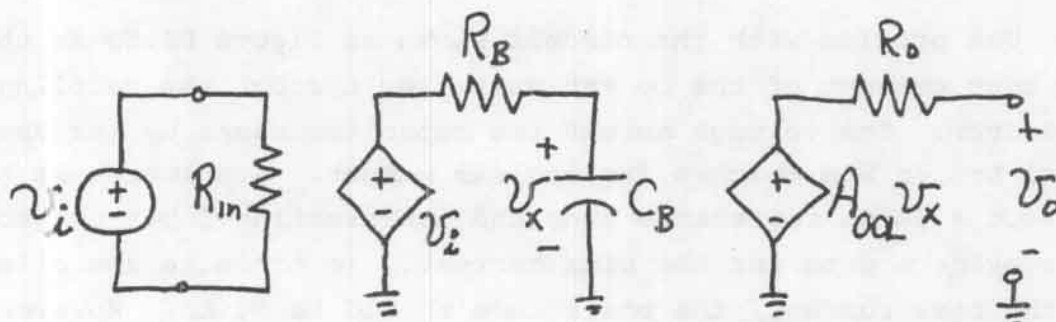 R_B
R_O
v_i
R_in
v_i
v_x
C_B
A_OCL v_x
v_o